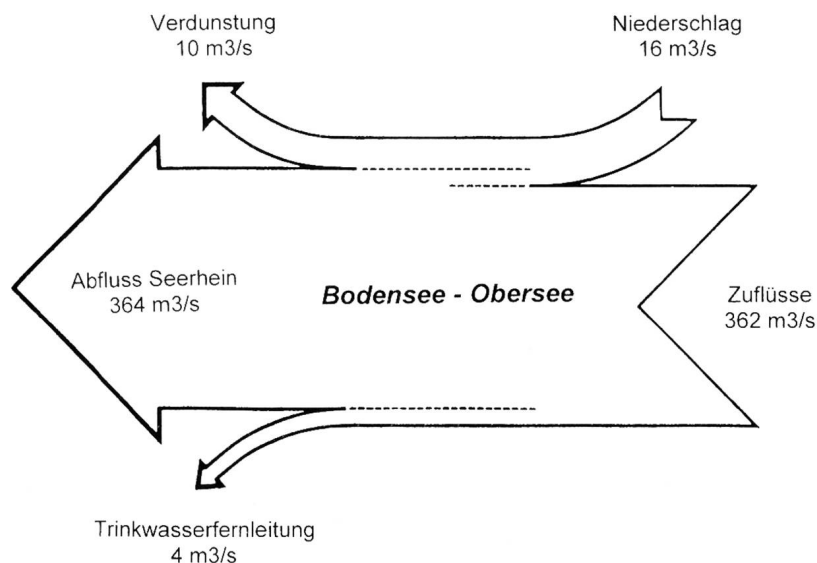 Verdunstung
10 m3/s
Niederschlag
16 m3/s
Abfluss Seerhein
364 m3/s
Bodensee - Obersee
Zuflüsse
362 m3/s
Trinkwasserfernleitung
4 m3/s